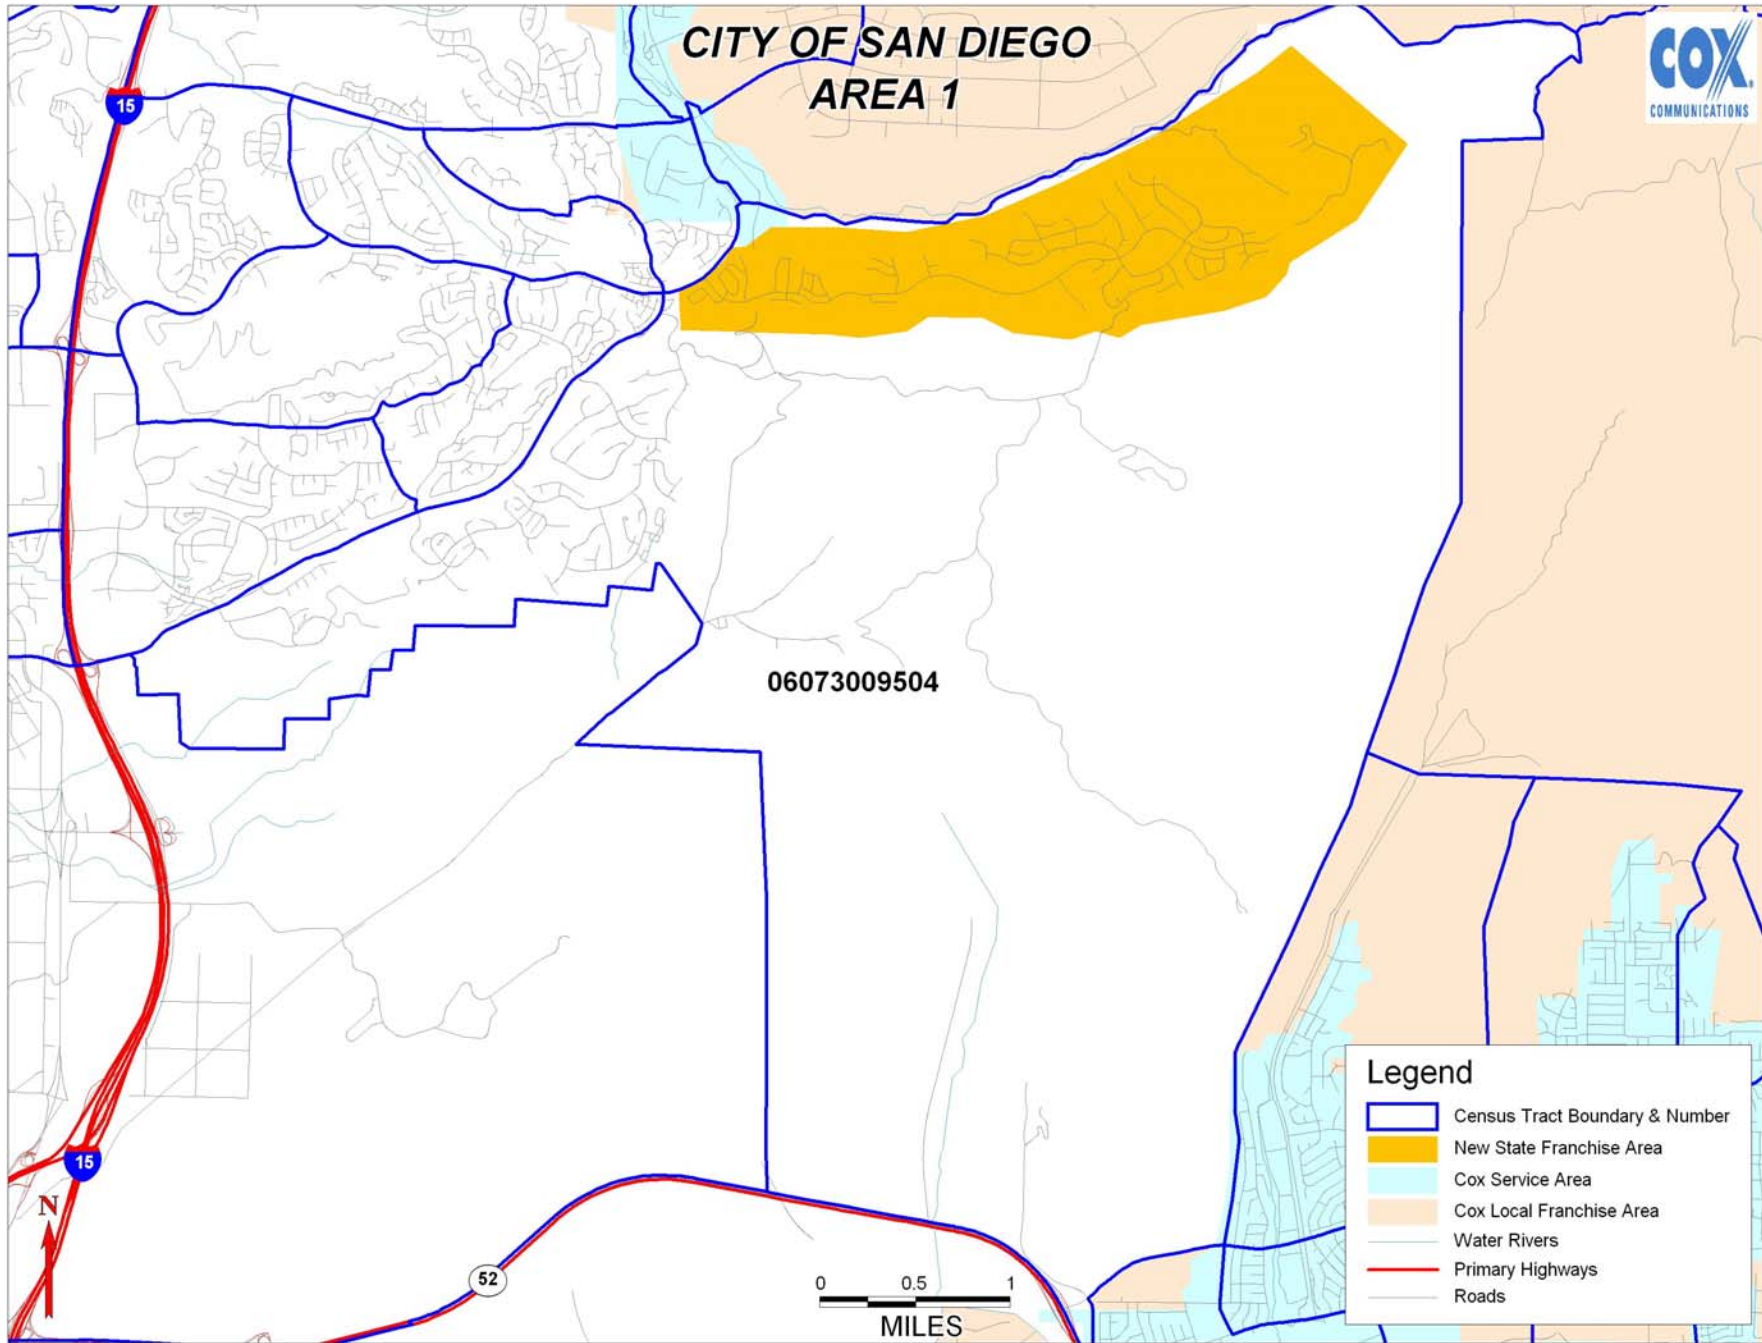 CITY OF SAN DIEGO
AREA 1
COX
COMMUNICATIONS
15
06073009504
15
N
52
0 0.5 1
MILES
Legend
Census Tract Boundary & Number
New State Franchise Area
Cox Service Area
Cox Local Franchise Area
Water Rivers
Primary Highways
Roads